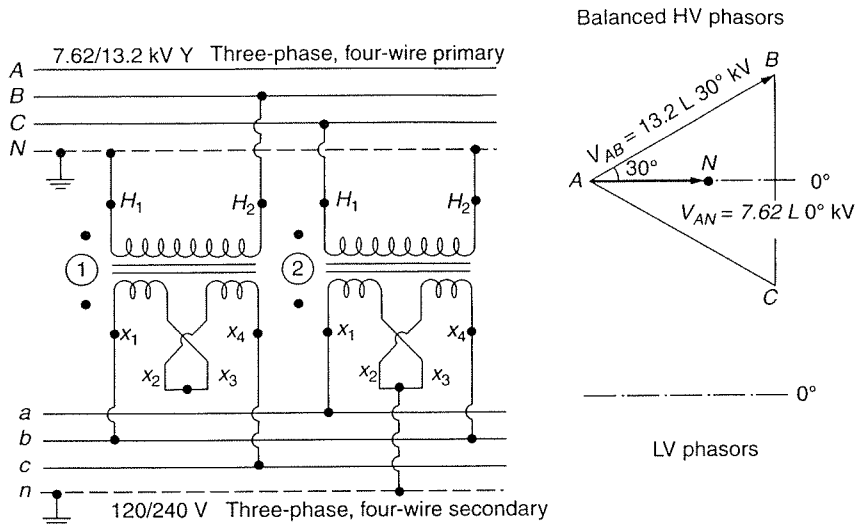 Balanced HV phasors
7.62/13.2 kV Y Three-phase, four-wire primary
A
B
C
N
H1
H2
H1
H2
1
2
x1
x4
x2
x3
x1
x4
x2
x3
a
b
c
n
120/240 V Three-phase, four-wire secondary
B
VAB = 13.2 L 30° kV
30°
A
N
0°
VAN = 7.62 L 0° kV
C
0°
LV phasors